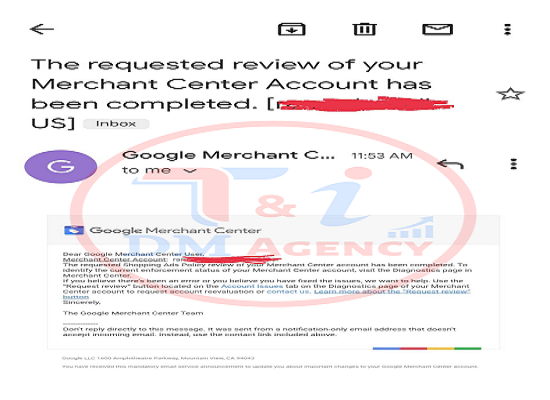 The requested review of your
Merchant Center Account has
been completed. [
US] Inbox
G
Google Merchant C... 11:53 AM
to me
T & i
DM AGENCY
Google Merchant Center
Dear Google Merchant Center User,
Merchant Center Account:
The requested Shopping Ads Policy review of your Merchant Center account has been completed. To
identify the current enforcement status of your Merchant Center account, visit the Diagnostics page in
Merchant Center.
If you believe there's been an error or you believe you have fixed the issues, we want to help. Use the
"Request review" button located on the Account Issues tab on the Diagnostics page of your Merchant
Center account to request account reevaluation or contact us. Learn more about the "Request review"
button
Sincerely,
The Google Merchant Center Team
Don't reply directly to this message. It was sent from a notification-only email address that doesn't
accept incoming email. Instead, use the contact link included above.
Google LLC 1600 Amphitheatre Parkway, Mountain View, CA 94043
You have received this mandatory email service announcement to update you about important changes to your Google Merchant Center account.